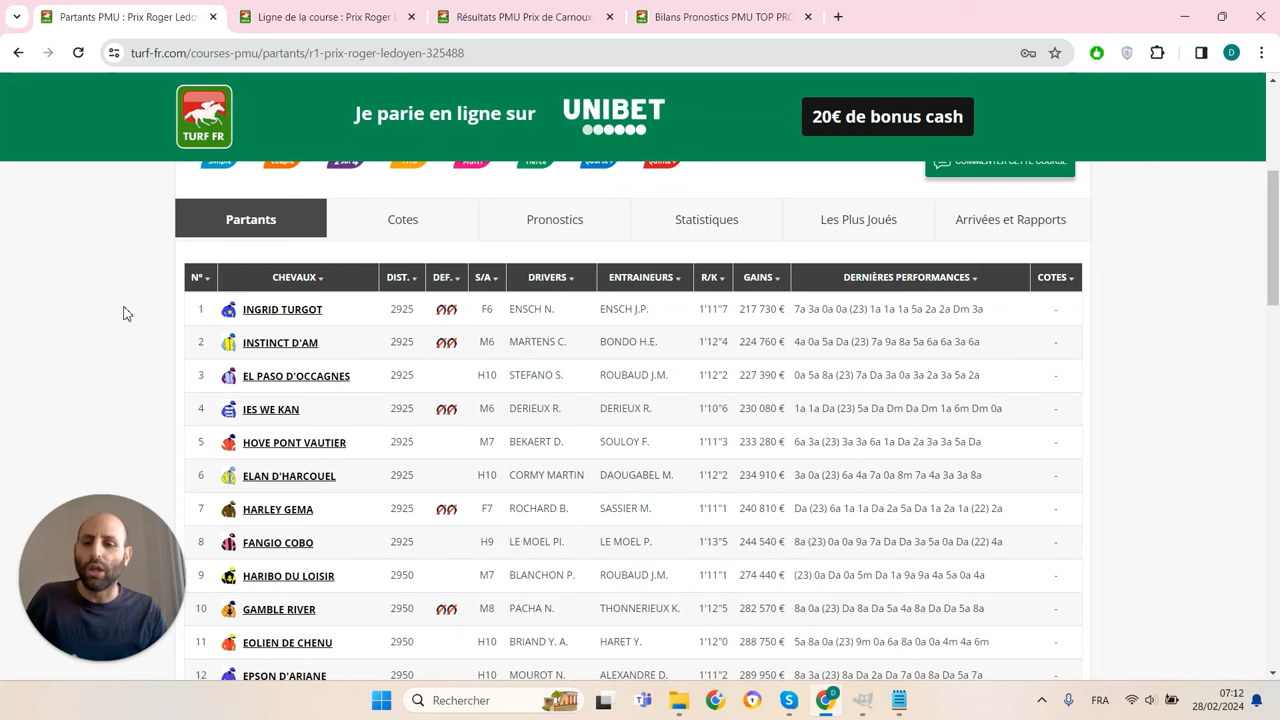 Partants PMU : Prix Roger Ledo
Ligne de la course : Prix Roger
Résultats PMU Prix de Carnoux
Bilans Pronostics PMU TOP PRO
turf-fr.com/courses-pmu/partants/r1-prix-roger-ledoyen-325488
D
TURF FR
Je parie en ligne sur
UNIBET
20€ de bonus cash
COMMENTER CETTE COURSE
Partants Cotes Pronostics Statistiques Les Plus Joués Arrivées et Rapports
N° CHEVAUX DIST. DEF. S/A DRIVERS ENTRAINEURS R/K GAINS DERNIÈRES PERFORMANCES COTES
1 INGRID TURGOT 2925 F6 ENSCH N. ENSCH J.P. 1'11"7 217 730 € 7a 3a 0a 0a (23) 1a 1a 1a 5a 2a 2a Dm 3a -
2 INSTINCT D'AM 2925 M6 MARTENS C. BONDO H.E. 1'12"4 224 760 € 4a 0a 5a Da (23) 7a 9a 8a 5a 6a 6a 3a 6a -
3 EL PASO D'OCCAGNES 2925 H10 STEFANO S. ROUBAUD J.M. 1'12"2 227 390 € 0a 5a 8a (23) 7a Da 3a 0a 3a 2a 3a 5a 2a -
4 IES WE KAN 2925 M6 DERIEUX R. DERIEUX R. 1'10"6 230 080 € 1a 1a Da (23) 5a Da Dm Da Dm 1a 6m Dm 0a -
5 HOVE PONT VAUTIER 2925 M7 BEKAERT D. SOULOY F. 1'11"3 233 280 € 6a 3a (23) 3a 3a 6a 1a Da 2a 3a 3a 5a Da -
6 ELAN D'HARCOUEL 2925 H10 CORMY MARTIN DAOUGABEL M. 1'12"2 234 910 € 3a 0a (23) 6a 4a 7a 0a 8m 7a 4a 3a 3a 8a -
7 HARLEY GEMA 2925 F7 ROCHARD B. SASSIER M. 1'11"1 240 810 € Da (23) 6a 1a 1a Da 2a 5a Da 1a 2a 1a (22) 2a -
8 FANGIO COBO 2925 H9 LE MOEL PI. LE MOEL P. 1'13"5 244 540 € 8a (23) 0a 0a 9a 7a Da Da 3a 3a 0a Da (22) 4a -
9 HARIBO DU LOISIR 2950 M7 BLANCHON P. ROUBAUD J.M. 1'11"1 274 440 € (23) 0a Da 0a 5m Da 1a 9a 9a 4a 5a 0a 4a -
10 GAMBLE RIVER 2950 M8 PACHA N. THONNERIEUX K. 1'12"5 282 570 € 8a 0a (23) Da 8a Da 5a 4a 8a 8a Da 5a 8a -
11 EOLIEN DE CHENU 2950 H10 BRIAND Y. A. HARET Y. 1'12"0 288 750 € 5a 8a 0a (23) 9m 0a 6a 8a 0a 0a 4m 4a 6m -
12 EPSON D'ARIANE 2950 H10 MOUROT N. ALEXANDRE D. 1'11"2 289 950 € 8a 3a (23) 8a Da 2a Da 7a 0a 8a Da 5a 7a -
Rechercher
FRA
07:12
28/02/2024